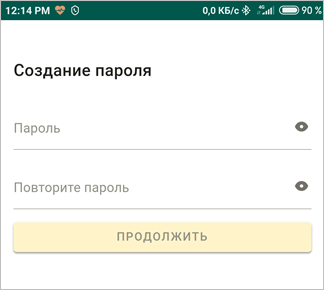 12:14 PM 0,0 КБ/с 4G 90 %
Создание пароля
Пароль
Повторите пароль
ПРОДОЛЖИТЬ